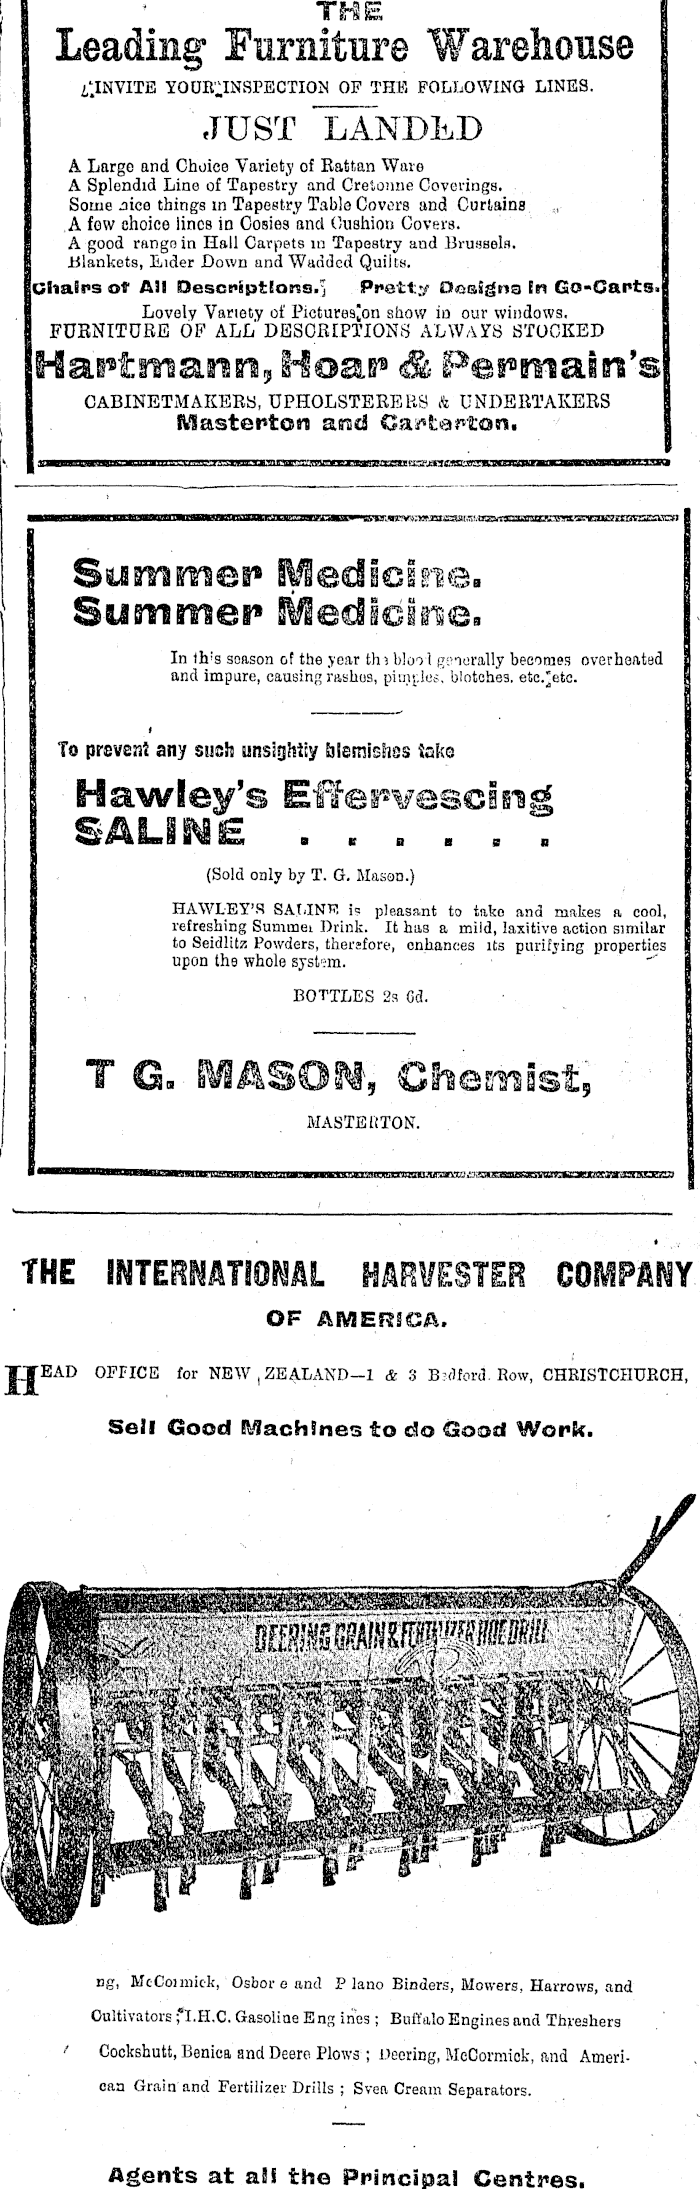 THE
Leading Furniture Warehouse
INVITE YOUR INSPECTION OF THE FOLLOWING LINES.
JUST LANDED
A Large and Choice Variety of Rattan Ware
A Splendid Line of Tapestry and Cretonne Coverings.
Some nice things in Tapestry Table Covers and Curtains
A few choice lines in Cosies and Cushion Covers.
A good range in Hall Carpets in Tapestry and Brussels.
Blankets, Eider Down and Wadded Quilts.
Chairs of All Descriptions. Pretty Designs in Go-Carts.
Lovely Variety of Pictures on show in our windows.
FURNITURE OF ALL DESCRIPTIONS ALWAYS STOCKED
Hartmann, Hoar & Permain's
CABINETMAKERS, UPHOLSTERERS & UNDERTAKERS
Masterton and Carterton.
Summer Medicine.
Summer Medicine.
In this season of the year the blood generally becomes overheated
and impure, causing rashes, pimples, blotches. etc. etc.
To prevent any such unsightly blemishes take
Hawley's Effervescing
SALINE . . . . . .
(Sold only by T. G. Mason.)
HAWLEY'S SALINE is pleasant to take and makes a cool,
refreshing Summer Drink. It has a mild, laxitive action similar
to Seidlitz Powders, therefore, enhances its purifying properties
upon the whole system.
BOTTLES 2s 6d.
T G. MASON, Chemist,
MASTERTON.
THE INTERNATIONAL HARVESTER COMPANY
OF AMERICA.
HEAD OFFICE for NEW ZEALAND—1 & 3 Bedford Row, CHRISTCHURCH,
Sell Good Machines to do Good Work.
DEERING GRAIN & FERTILIZER HOE DRILL
ng, McCormick, Osbor e and P lano Binders, Mowers, Harrows, and
Cultivators; I.H.C. Gasoline Eng ines; Buffalo Engines and Threshers
Cockshutt, Benica and Deere Plows; Deering, McCormick, and Ameri-
can Grain and Fertilizer Drills; Svea Cream Separators.
Agents at all the Principal Centres.